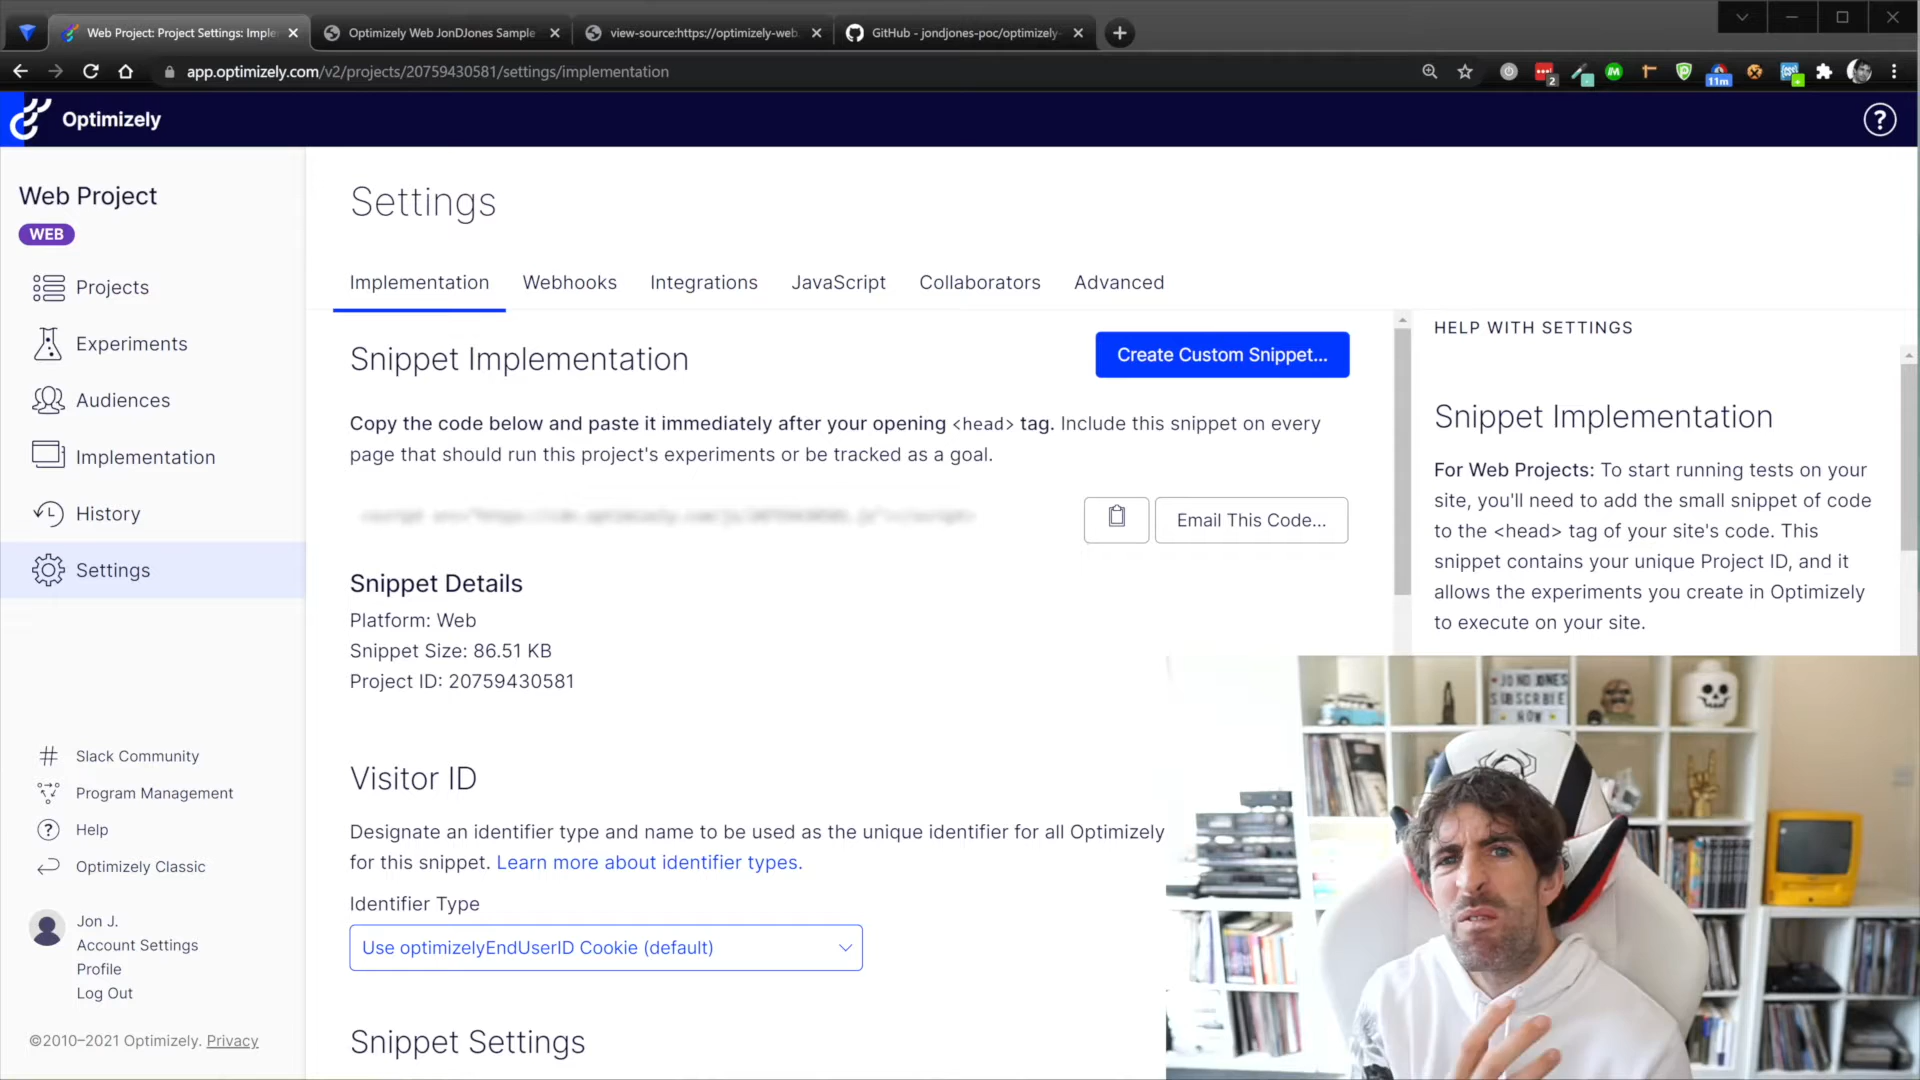 Web Project: Project Settings: Imple
Optimizely Web JonDJones Sample
view-source:https://optimizely-web.
GitHub - jondjones-poc/optimizely-
app.optimizely.com/v2/projects/20759430581/settings/implementation
2
11m
Optimizely
?
Web Project
WEB
Projects
Experiments
Audiences
Implementation
History
Settings
Slack Community
Program Management
Help
Optimizely Classic
Jon J.
Account Settings
Profile
Log Out
©2010–2021 Optimizely. Privacy
Settings
Implementation
Webhooks
Integrations
JavaScript
Collaborators
Advanced
Snippet Implementation
Create Custom Snippet...
Copy the code below and paste it immediately after your opening <head> tag. Include this snippet on every
page that should run this project's experiments or be tracked as a goal.
Email This Code...
Snippet Details
Platform: Web
Snippet Size: 86.51 KB
Project ID: 20759430581
Visitor ID
Designate an identifier type and name to be used as the unique identifier for all Optimizely
for this snippet. Learn more about identifier types.
Identifier Type
Use optimizelyEndUserID Cookie (default)
Snippet Settings
HELP WITH SETTINGS
Snippet Implementation
For Web Projects: To start running tests on your
site, you'll need to add the small snippet of code
to the <head> tag of your site's code. This
snippet contains your unique Project ID, and it
allows the experiments you create in Optimizely
to execute on your site.
JOND JONES
SUBSCRIBE
NOW